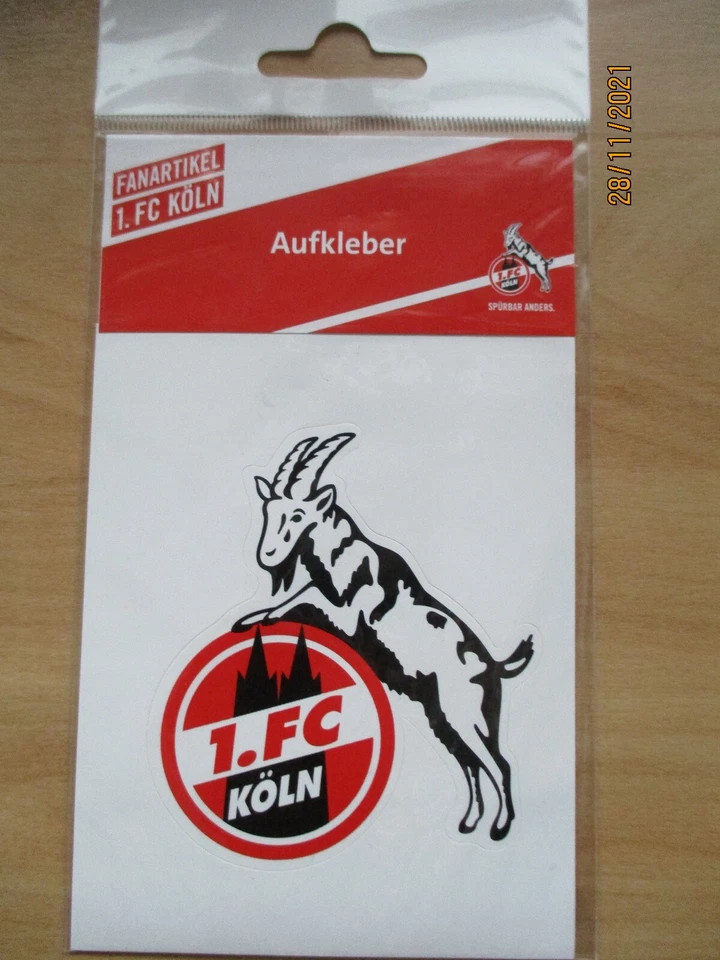 FANARTIKEL
1. FC KÖLN
Aufkleber
1.FC
KÖLN
SPÜRBAR ANDERS.
1.FC
KÖLN
28/11/2021